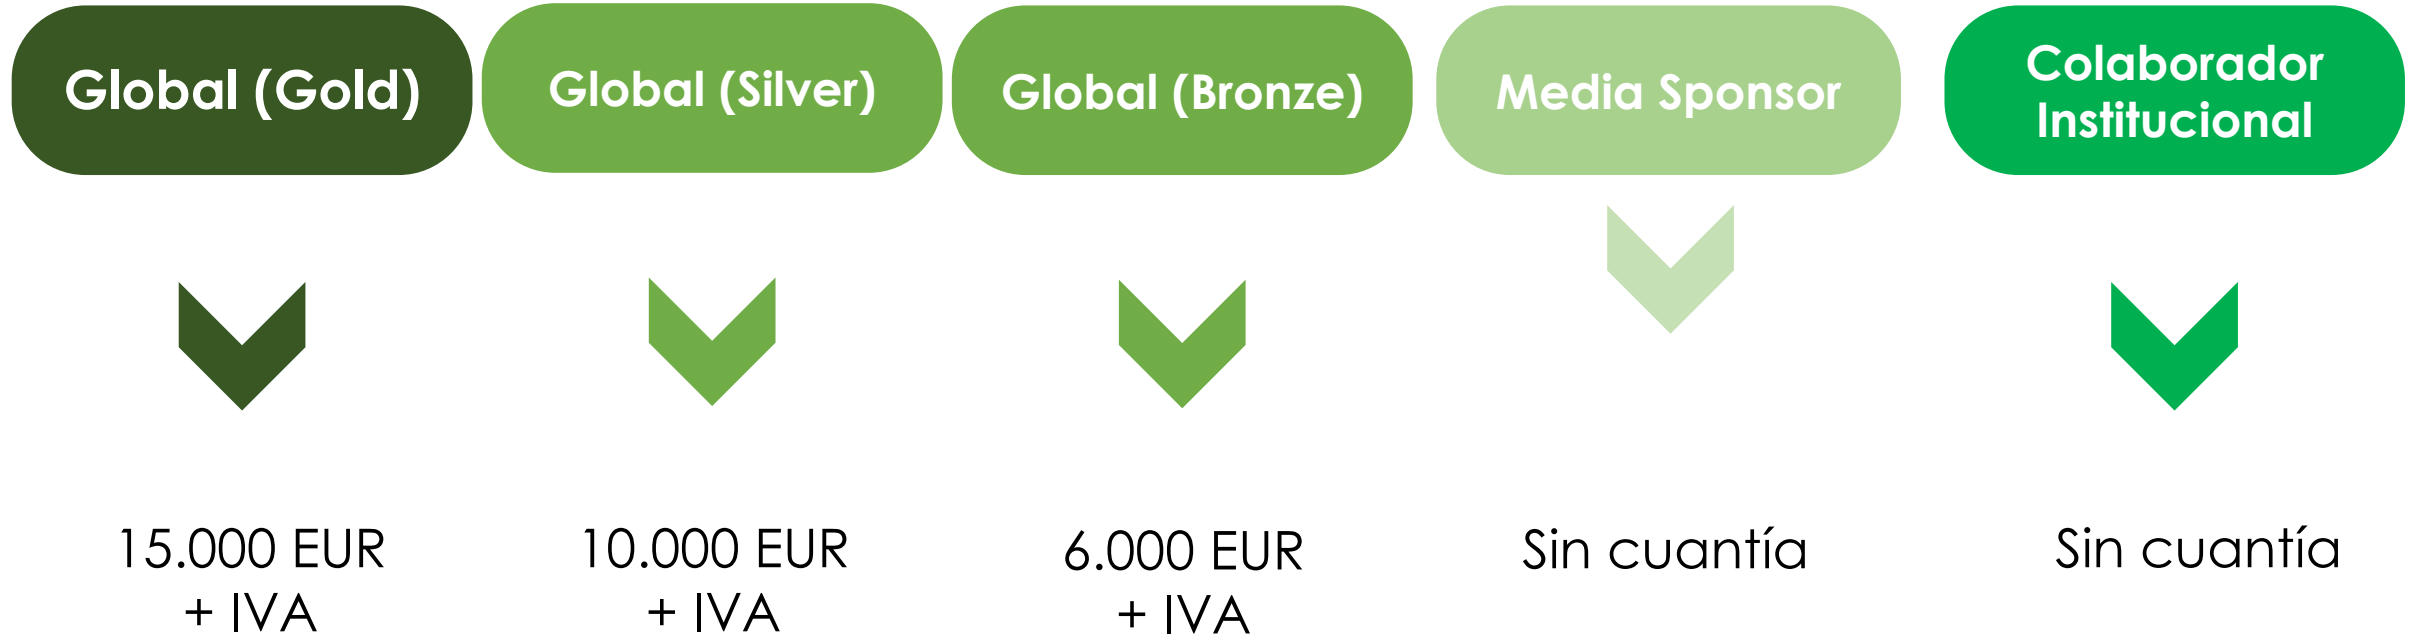 Global (Gold)
Global (Silver)
Global (Bronze)
Media Sponsor
Colaborador
Institucional
15.000 EUR
+ IVA
10.000 EUR
+ IVA
6.000 EUR
+ IVA
Sin cuantía
Sin cuantía